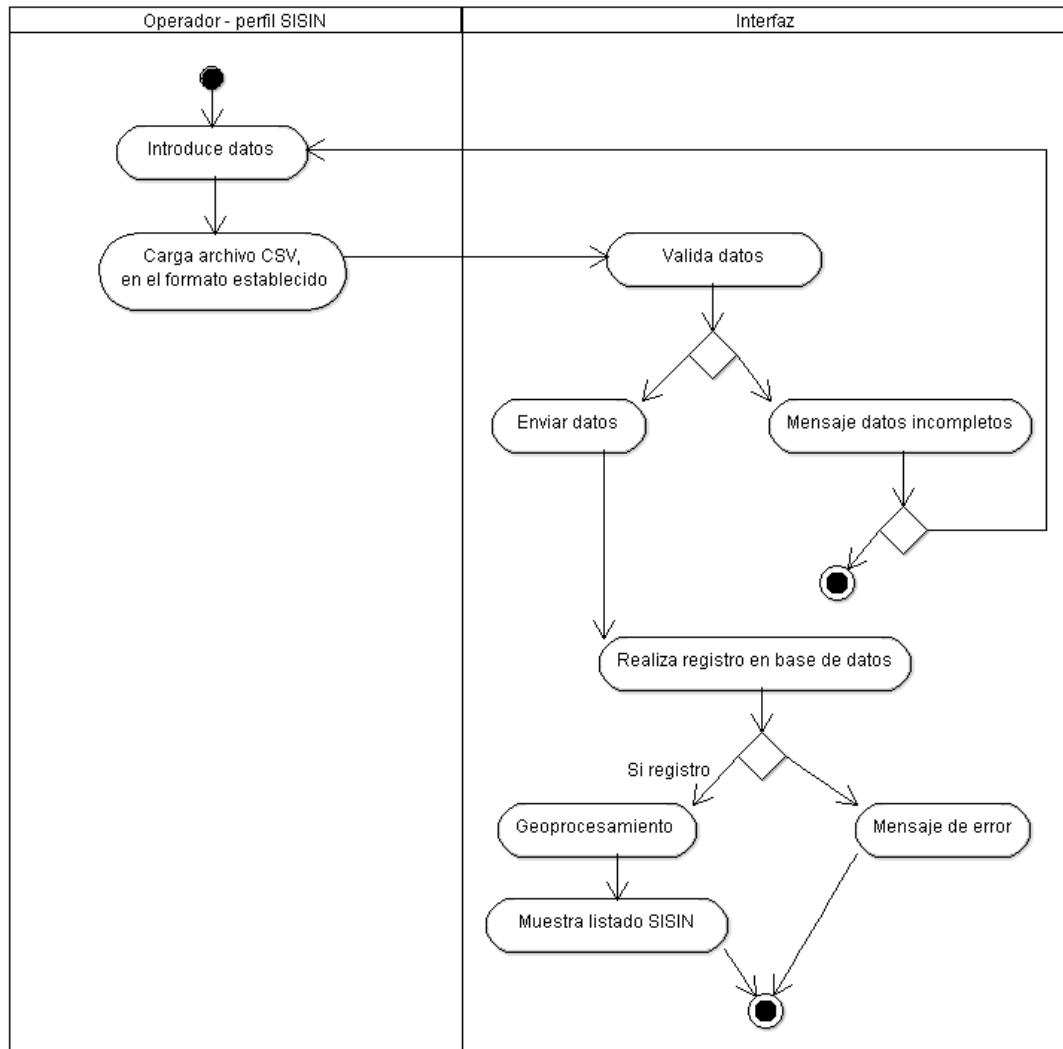 Operador - perfil SISIN
Interfaz
Introduce datos
Carga archivo CSV,
en el formato establecido
Valida datos
Enviar datos
Mensaje datos incompletos
Realiza registro en base de datos
Si registro
Geoprocesamiento
Mensaje de error
Muestra listado SISIN